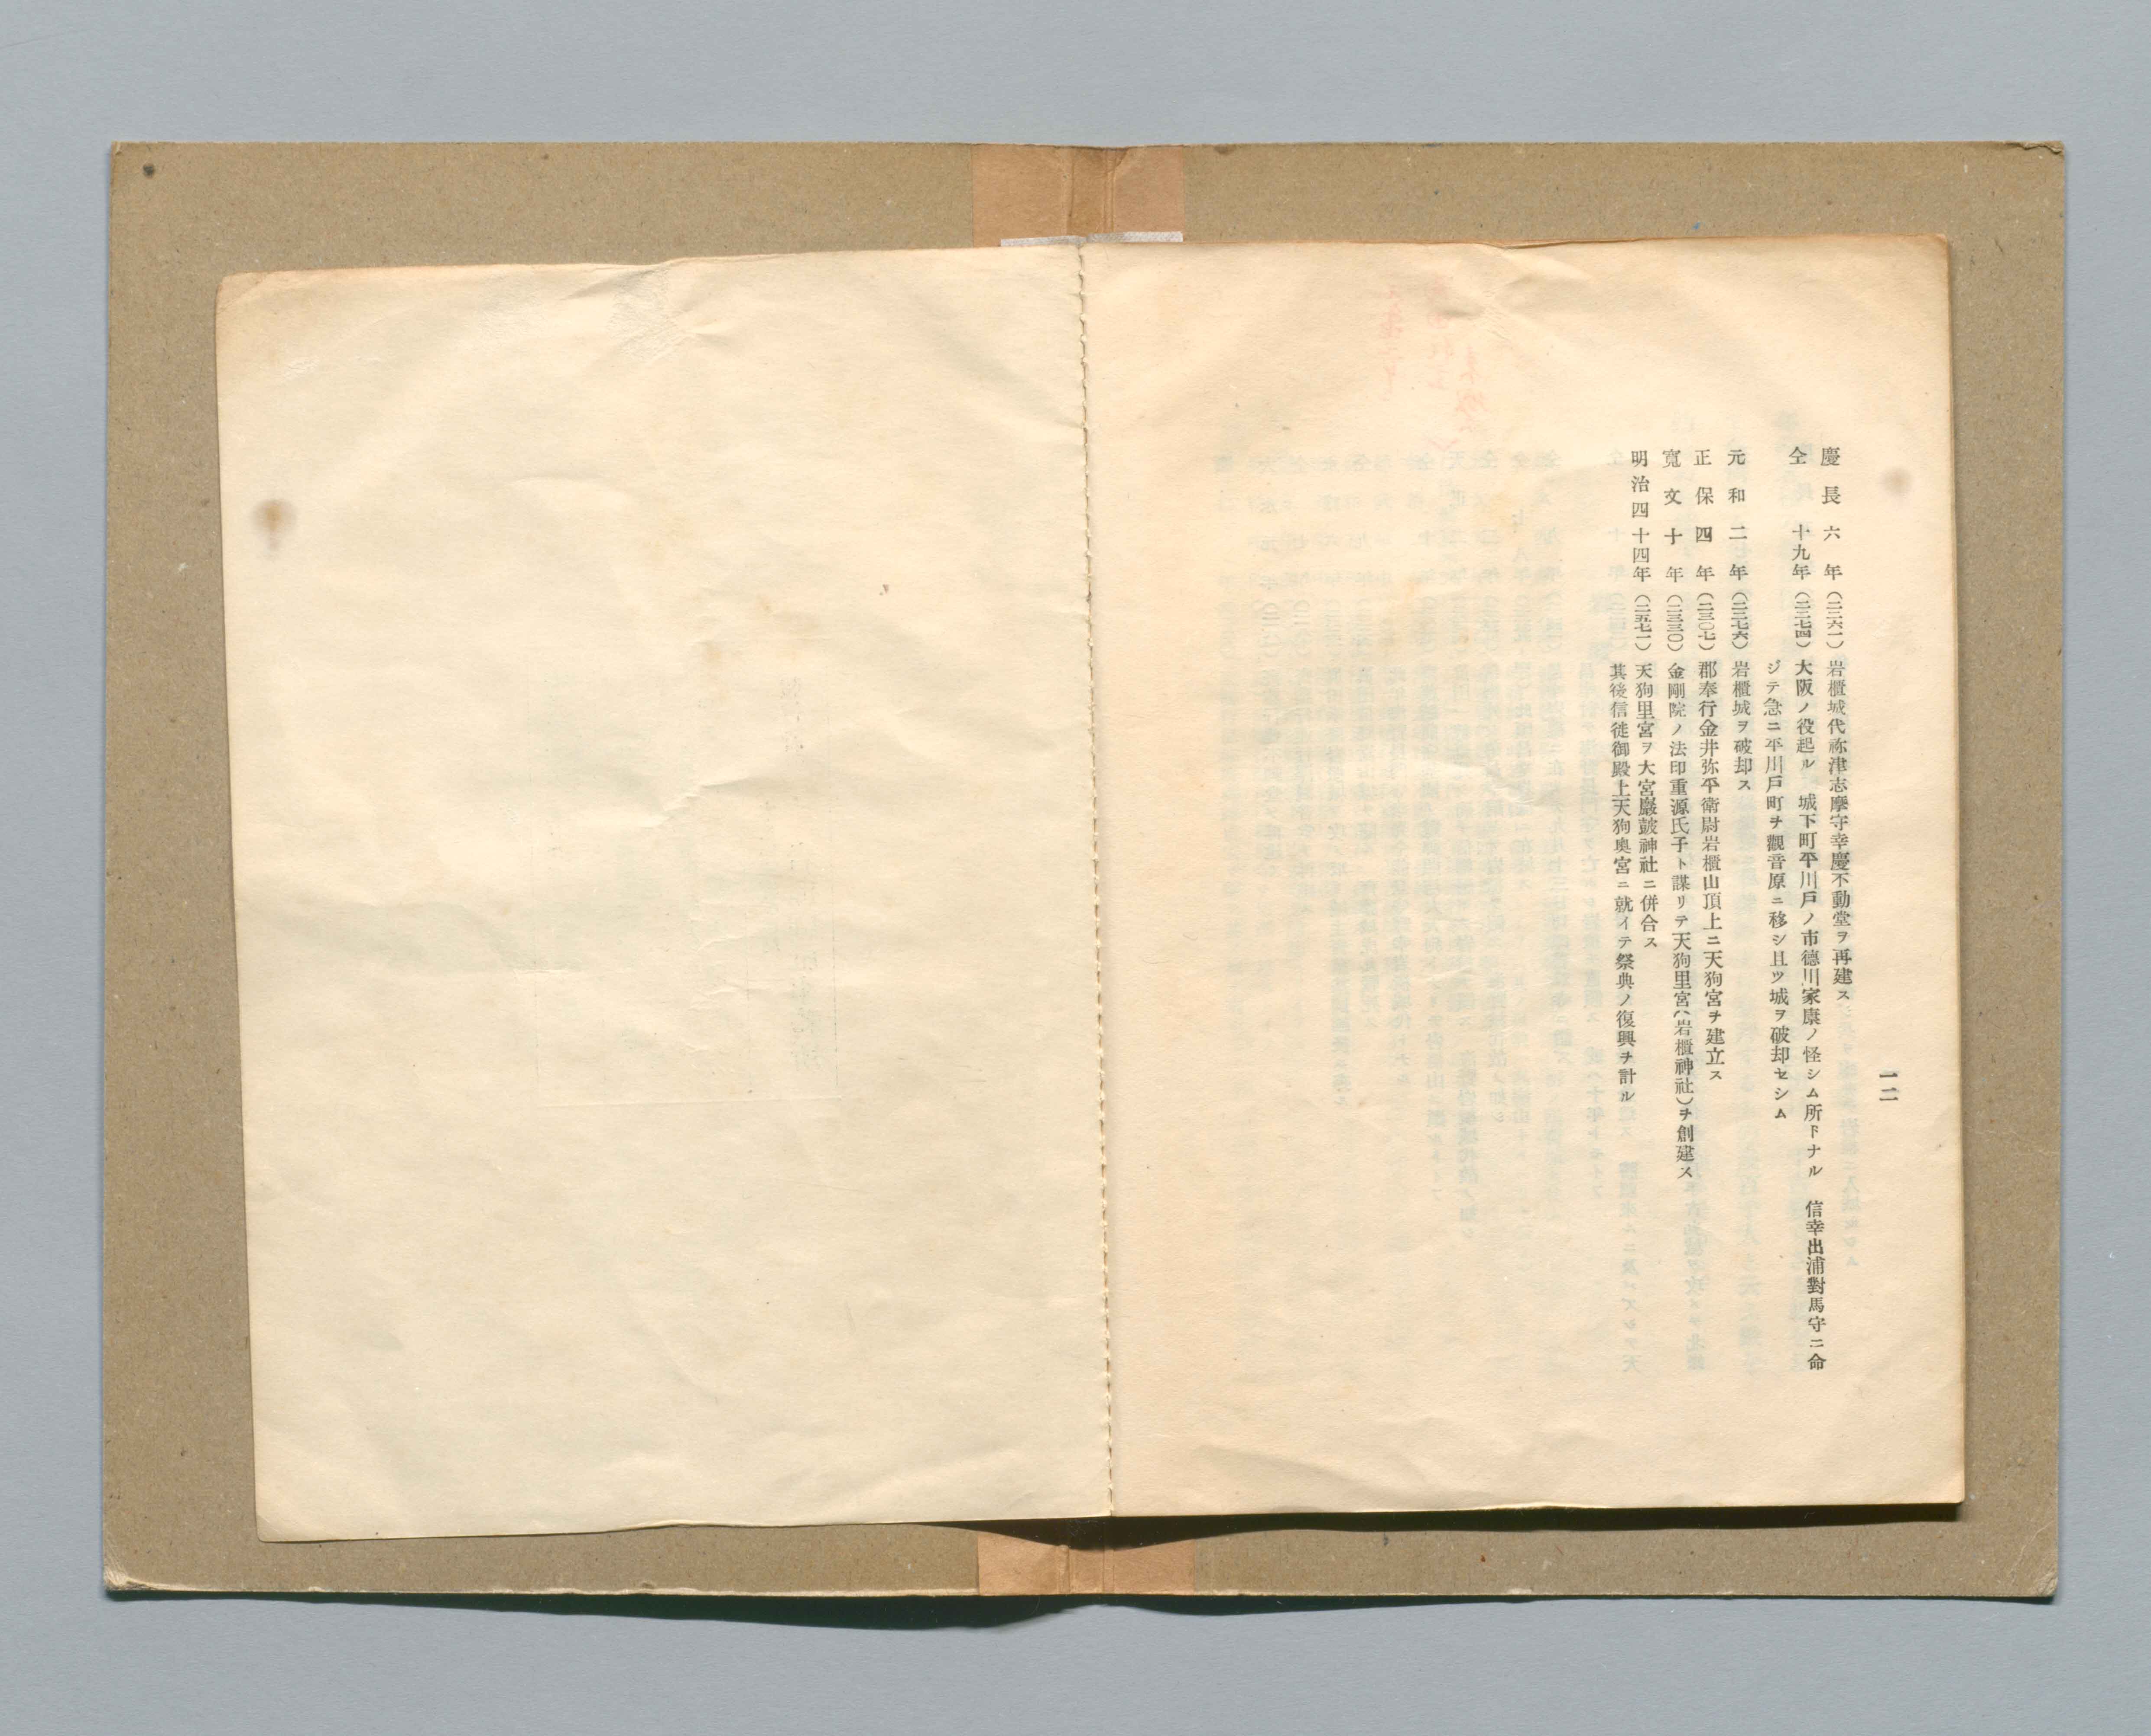 一二
慶長六年（二二六一）岩櫃城代祢津志摩守幸慶不動堂ヲ再建ス
仝十九年（二二七四）大阪ノ役起ル　城下町平川戸ノ市德川家康ノ怪シム所トナル　信幸出浦對馬守ニ命
ジテ急ニ平川戸町ヲ觀音原ニ移シ且ツ城ヲ破却セシム
元和二年（二二七六）岩櫃城ヲ破却ス
正保四年（二三〇七）郡奉行金井弥平衛尉岩櫃山頂上ニ天狗宮ヲ建立ス
寬文十年（二三三〇）金剛院ノ法印重源氏子ト謀リテ天狗里宮（岩櫃神社）ヲ創建ス
明治四十四年（二五七一）天狗里宮ヲ大宮巖皷神社ニ併合ス
其後信徒御殿上天狗奥宮ニ就イテ祭典ノ復興ヲ計ル